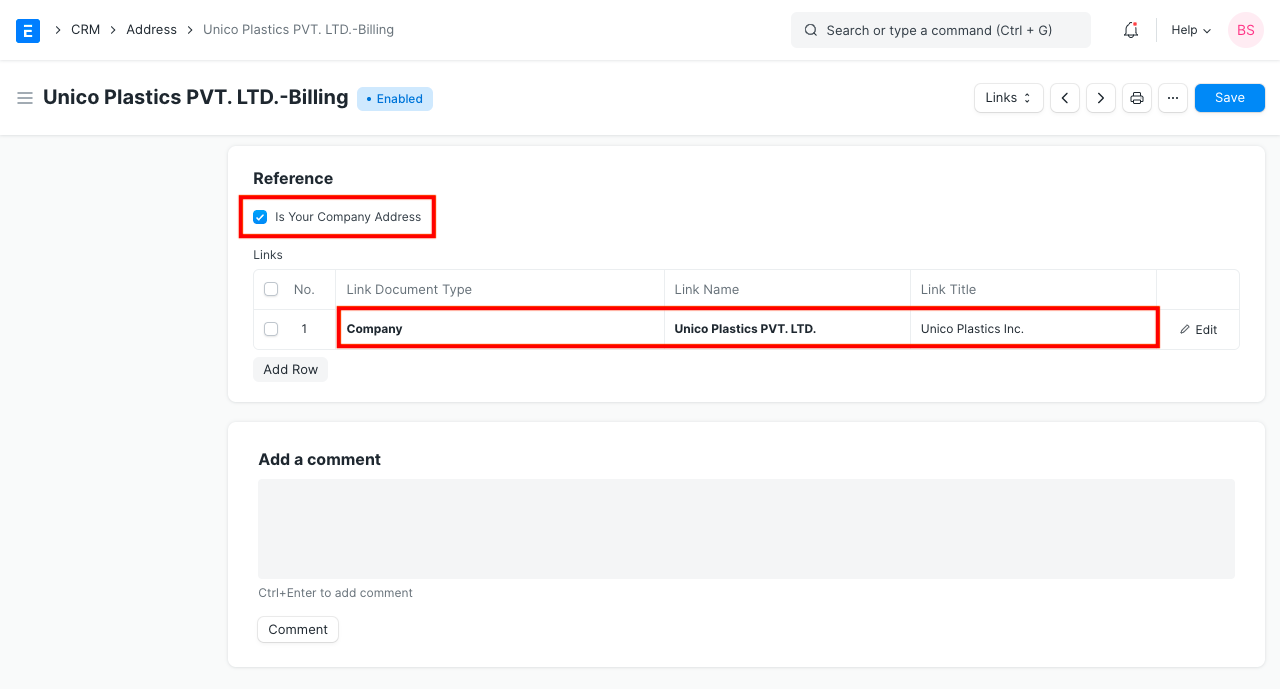 E
CRM Address Unico Plastics PVT. LTD.-Billing
Search or type a command (Ctrl + G)
Help
BS
Unico Plastics PVT. LTD.-Billing
Enabled
Links
Save
Reference
Is Your Company Address
Links
No. Link Document Type Link Name Link Title
1 Company Unico Plastics PVT. LTD. Unico Plastics Inc. Edit
Add Row
Add a comment
Ctrl+Enter to add comment
Comment